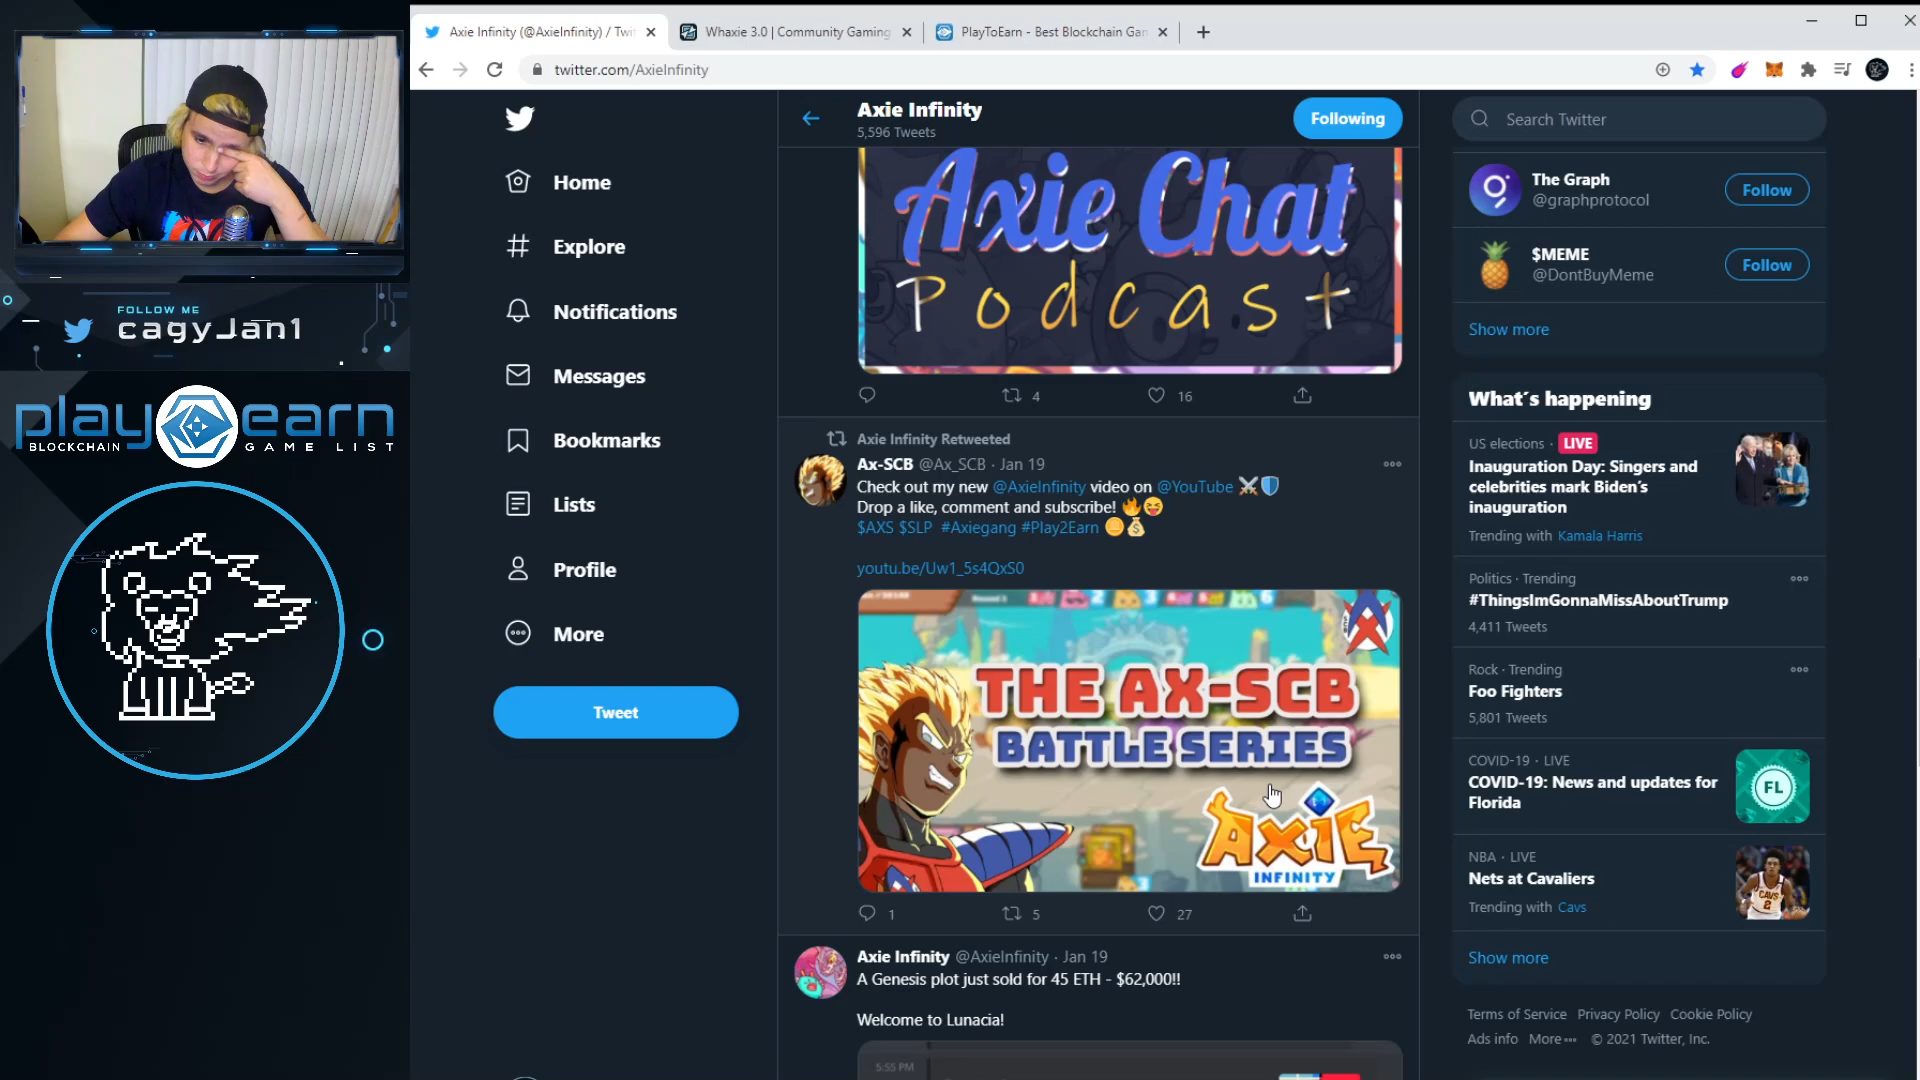 Axie Infinity (@AxieInfinity) / Twit
Whaxie 3.0 | Community Gaming
PlayToEarn - Best Blockchain Gam
twitter.com/AxieInfinity
FOLLOW ME
cagyJan1
play earn
BLOCKCHAIN GAME LIST
Home
Explore
Notifications
Messages
Bookmarks
Lists
Profile
More
Tweet
Axie Infinity
5,596 Tweets
Following
Axie Chat
Podcast
4
16
Axie Infinity Retweeted
Ax-SCB @Ax_SCB · Jan 19
Check out my new @AxieInfinity video on @YouTube
Drop a like, comment and subscribe!
$AXS $SLP #Axiegang #Play2Earn
youtu.be/Uw1_5s4QxS0
THE AX-SCB
BATTLE SERIES
AXIE
INFINITY
1
5
27
Axie Infinity @AxieInfinity · Jan 19
A Genesis plot just sold for 45 ETH - $62,000!!
Welcome to Lunacia!
5:55 PM
Search Twitter
The Graph
@graphprotocol
Follow
$MEME
@DontBuyMeme
Follow
Show more
What's happening
US elections · LIVE
Inauguration Day: Singers and
celebrities mark Biden's
inauguration
Trending with Kamala Harris
Politics · Trending
#ThingsImGonnaMissAboutTrump
4,411 Tweets
Rock · Trending
Foo Fighters
5,801 Tweets
COVID-19 · LIVE
COVID-19: News and updates for
Florida
FL
NBA · LIVE
Nets at Cavaliers
Trending with Cavs
CAVS
2
Show more
Terms of Service Privacy Policy Cookie Policy
Ads info More © 2021 Twitter, Inc.